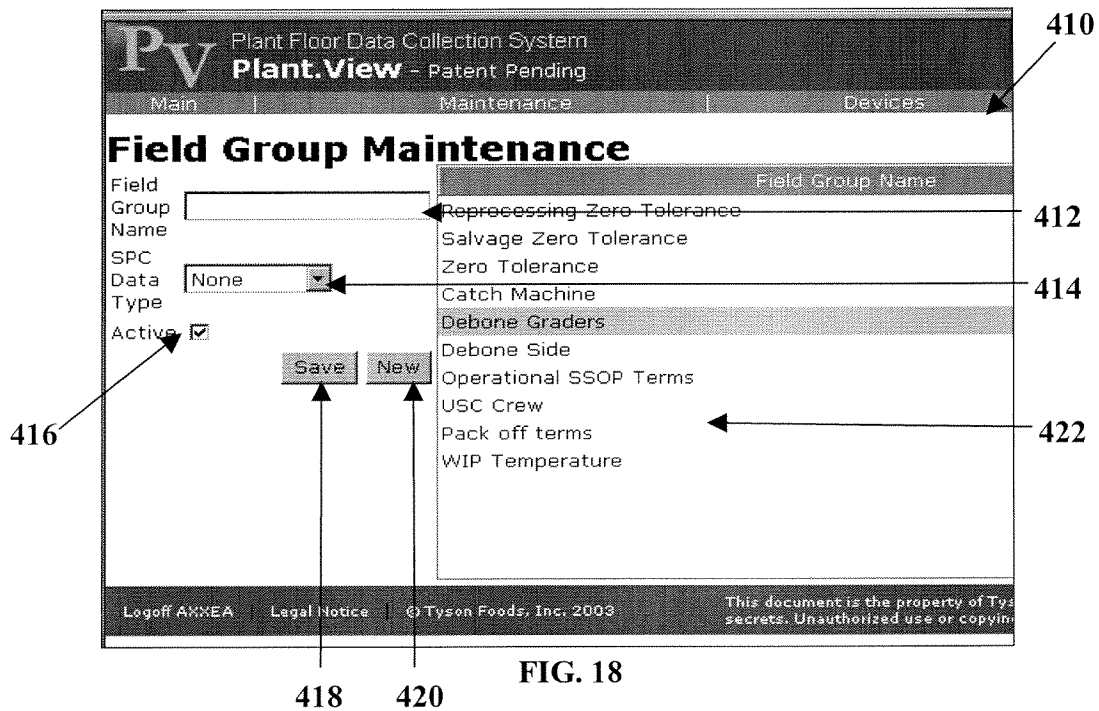 PV Plant Floor Data Collection System
Plant.View – Patent Pending
410
Main | Maintenance | Devices
Field Group Maintenance
Field Group Name
Field
Group
Name
412
Reprocessing Zero Tolerance
Salvage Zero Tolerance
SPC
Data
Type
None
414
Zero Tolerance
Catch Machine
Active
416
Debone Graders
Debone Side
Save New
418 420
Operational SSOP Terms
USC Crew
Pack off terms
422
WIP Temperature
Logoff AXXEA | Legal Notice | © Tyson Foods, Inc. 2003
This document is the property of Tys
secrets. Unauthorized use or copyin
FIG. 18